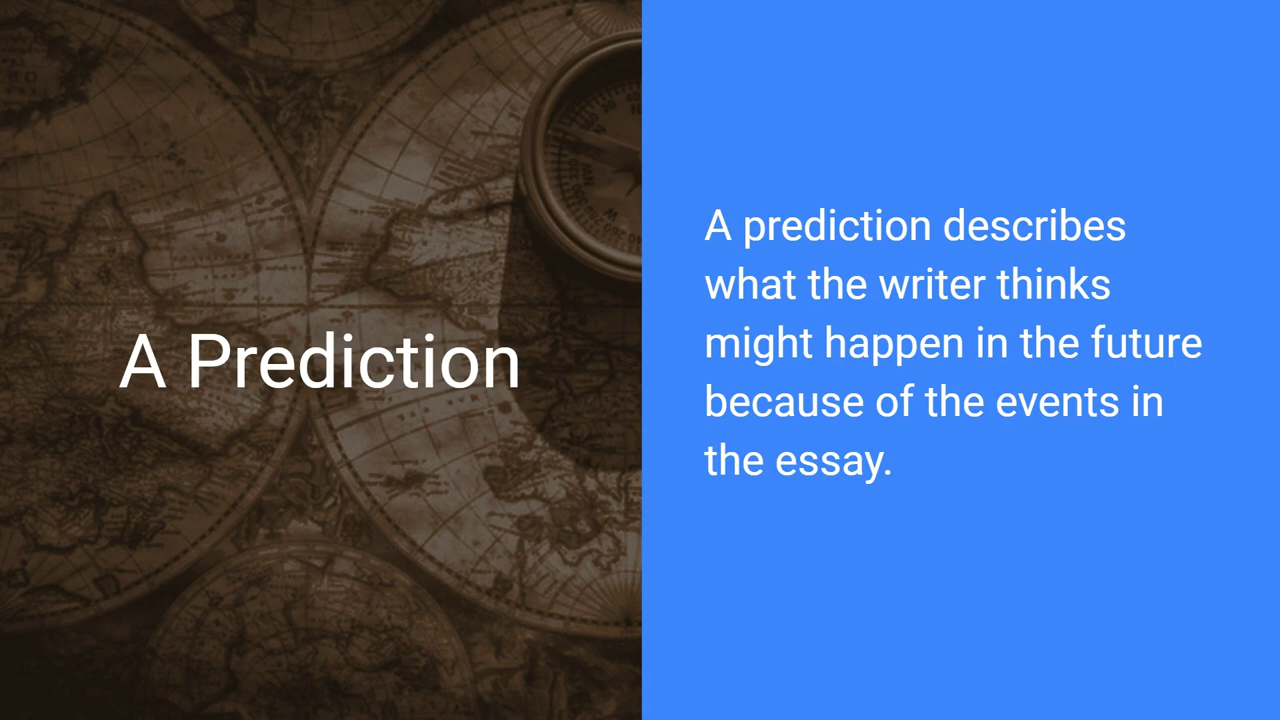 A Prediction
A prediction describes
what the writer thinks
might happen in the future
because of the events in
the essay.